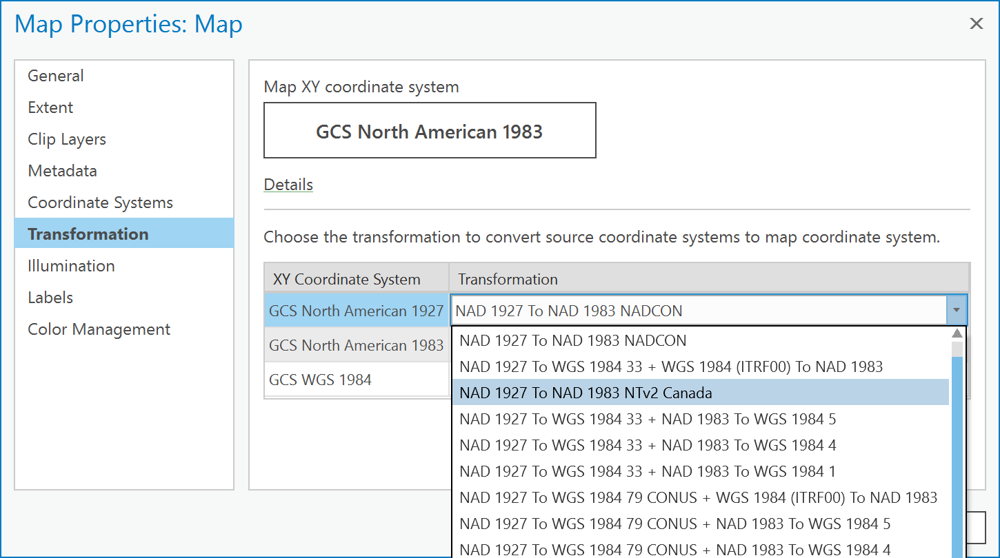 Map Properties: Map
General
Extent
Clip Layers
Metadata
Coordinate Systems
Transformation
Illumination
Labels
Color Management
Map XY coordinate system
GCS North American 1983
Details
Choose the transformation to convert source coordinate systems to map coordinate system.
XY Coordinate System Transformation
GCS North American 1927 NAD 1927 To NAD 1983 NADCON
GCS North American 1983
GCS WGS 1984
NAD 1927 To NAD 1983 NADCON
NAD 1927 To WGS 1984 33 + WGS 1984 (ITRF00) To NAD 1983
NAD 1927 To NAD 1983 NTv2 Canada
NAD 1927 To WGS 1984 33 + NAD 1983 To WGS 1984 5
NAD 1927 To WGS 1984 33 + NAD 1983 To WGS 1984 4
NAD 1927 To WGS 1984 33 + NAD 1983 To WGS 1984 1
NAD 1927 To WGS 1984 79 CONUS + WGS 1984 (ITRF00) To NAD 1983
NAD 1927 To WGS 1984 79 CONUS + NAD 1983 To WGS 1984 5
NAD 1927 To WGS 1984 79 CONUS + NAD 1983 To WGS 1984 4